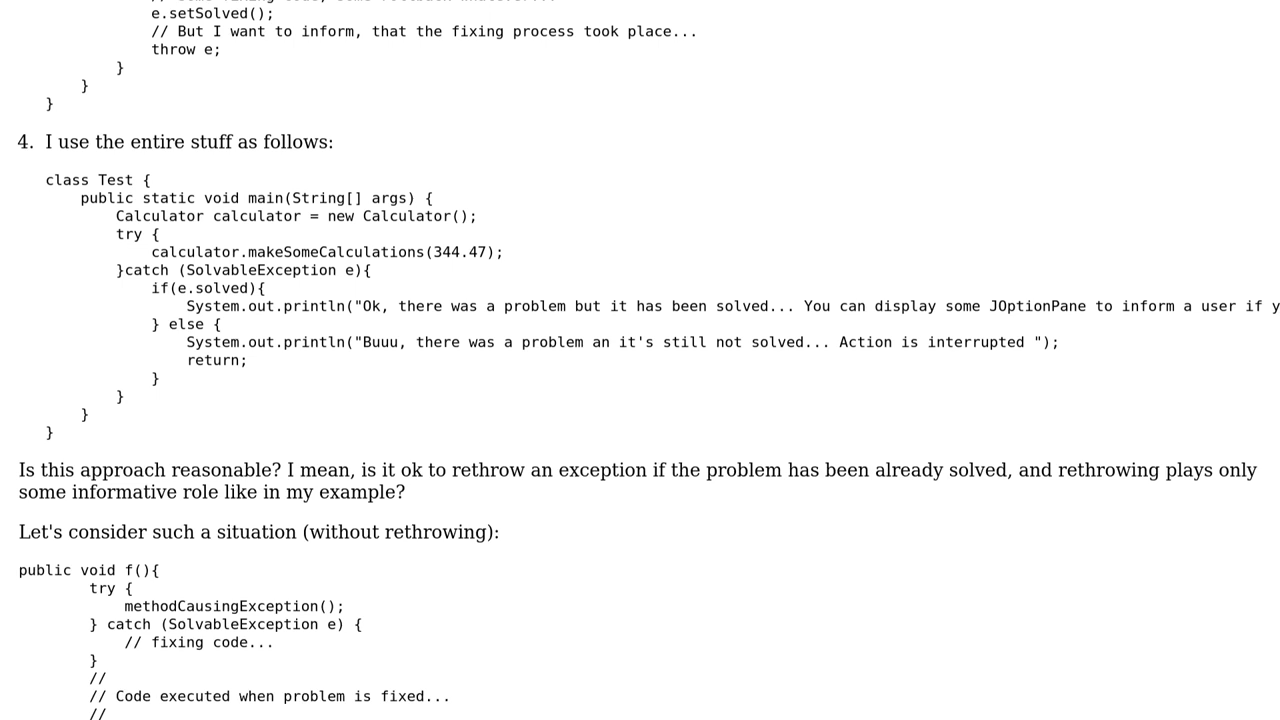 e.setSolved();
// But I want to inform, that the fixing process took place...
throw e;
}
}
}
4. I use the entire stuff as follows:
class Test {
public static void main(String[] args) {
Calculator calculator = new Calculator();
try {
calculator.makeSomeCalculations(344.47);
}catch (SolvableException e){
if(e.solved){
System.out.println("Ok, there was a problem but it has been solved... You can display some JOptionPane to inform a user if y
} else {
System.out.println("Buuu, there was a problem an it's still not solved... Action is interrupted ");
return;
}
}
}
}
Is this approach reasonable? I mean, is it ok to rethrow an exception if the problem has been already solved, and rethrowing plays only
some informative role like in my example?
Let's consider such a situation (without rethrowing):
public void f(){
try {
methodCausingException();
} catch (SolvableException e) {
// fixing code...
}
//
// Code executed when problem is fixed...
//